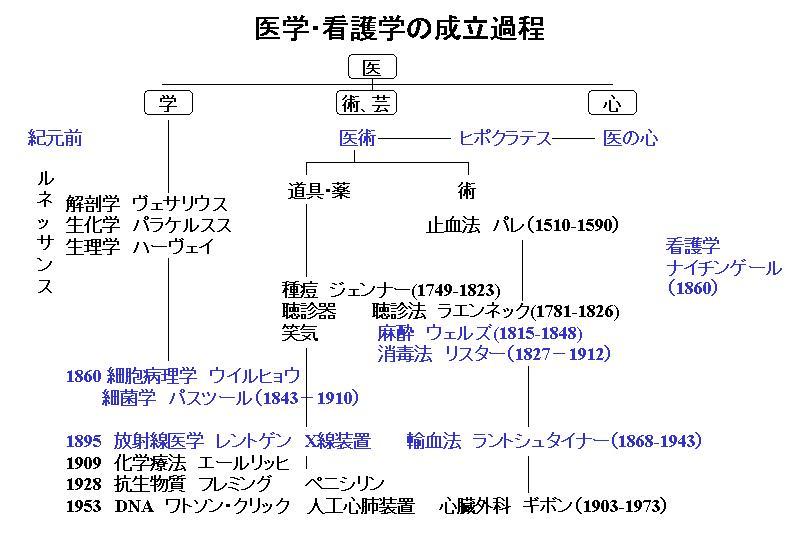 医学・看護学の成立過程
医
学 術、芸 心
紀元前 医術 ヒポクラテス 医の心
ルネッサンス
道具・薬 術
解剖学 ヴェサリウス
生化学 パラケルスス
生理学 ハーヴェイ
止血法 パレ（1510-1590）
看護学
ナイチンゲール
（1860）
種痘 ジェンナー(1749-1823)
聴診器 聴診法 ラエンネック(1781-1826)
笑気 麻酔 ウェルズ(1815-1848)
消毒法 リスター（1827－1912）
1860 細胞病理学 ウイルヒョウ
細菌学 パスツール（1843－1910）
1895 放射線医学 レントゲン X線装置 輸血法 ラントシュタイナー（1868-1943）
1909 化学療法 エールリッヒ
1928 抗生物質 フレミング ペニシリン
1953 DNA ワトソン・クリック 人工心肺装置 心臓外科 ギボン（1903-1973）